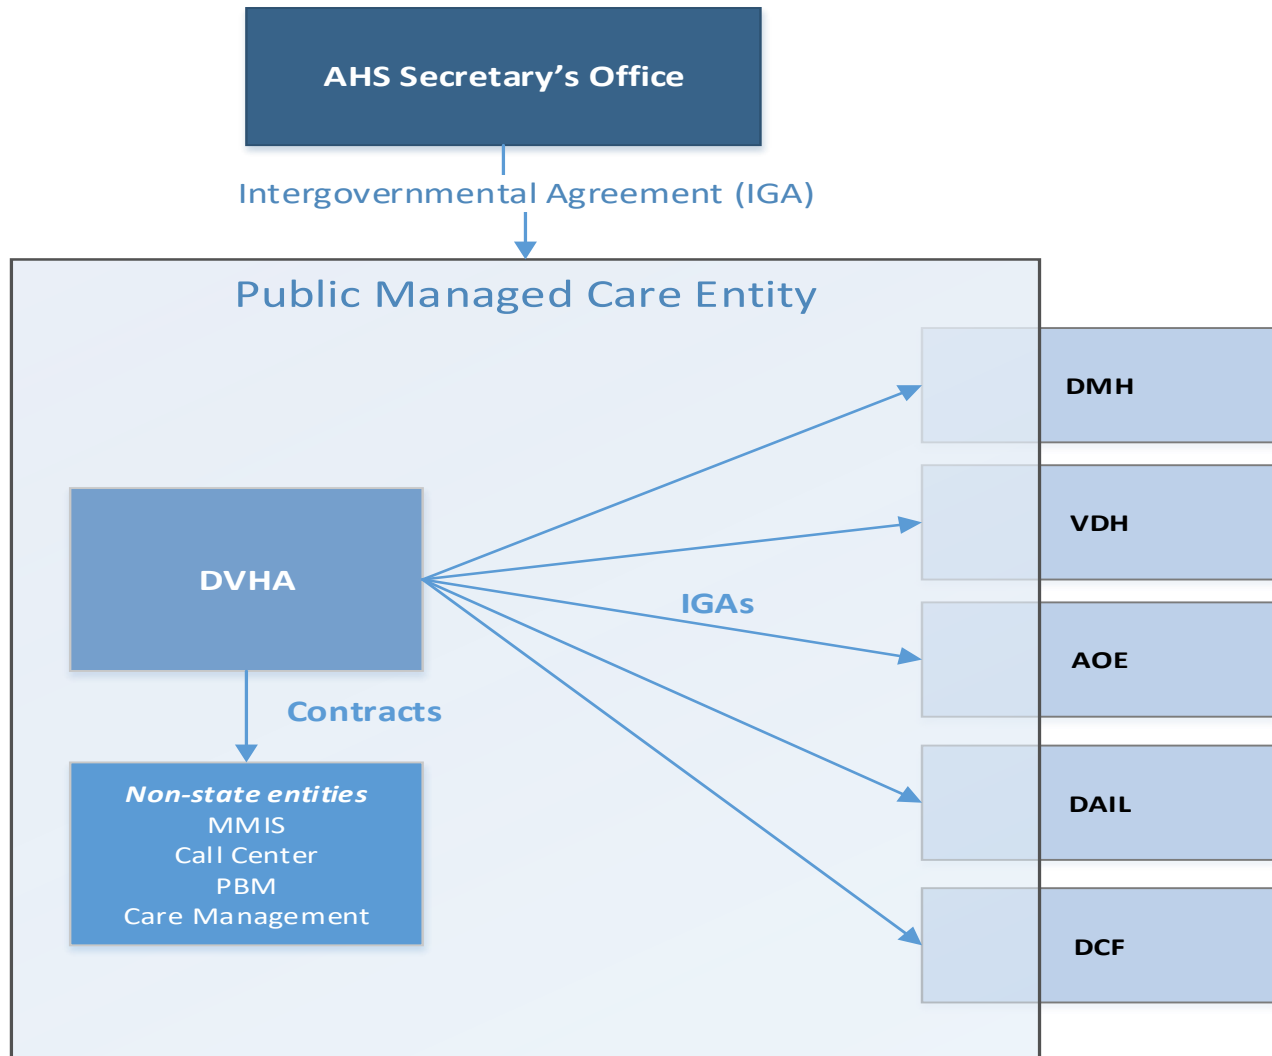 AHS Secretary’s Office
Intergovernmental Agreement (IGA)
Public Managed Care Entity
DMH
VDH
DVHA
IGAs
AOE
Contracts
Non-state entities
MMIS
Call Center
PBM
Care Management
DAIL
DCF